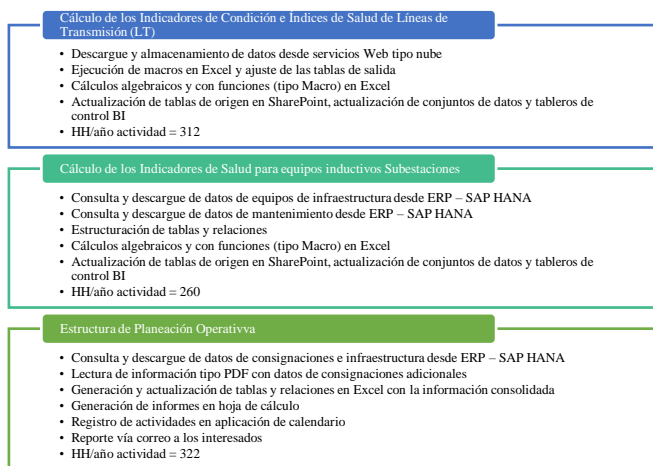 Cálculo de los Indicadores de Condición e Índices de Salud de Líneas de
Transmisión (LT)
• Descargue y almacenamiento de datos desde servicios Web tipo nube
• Ejecución de macros en Excel y ajuste de las tablas de salida
• Cálculos algebraicos y con funciones (tipo Macro) en Excel
• Actualización de tablas de origen en SharePoint, actualización de conjuntos de datos y tableros de
control BI
• HH/año actividad = 312
Cálculo de los Indicadores de Salud para equipos inductivos Subestaciones
• Consulta y descargue de datos de equipos de infraestructura desde ERP – SAP HANA
• Consulta y descargue de datos de mantenimiento desde ERP – SAP HANA
• Estructuración de tablas y relaciones
• Cálculos algebraicos y con funciones (tipo Macro) en Excel
• Actualización de tablas de origen en SharePoint, actualización de conjuntos de datos y tableros de
control BI
• HH/año actividad = 260
Estructura de Planeación Operativva
• Consulta y descargue de datos de consignaciones e infraestructura desde ERP – SAP HANA
• Lectura de información tipo PDF con datos de consignaciones adicionales
• Generación y actualización de tablas y relaciones en Excel con la información consolidada
• Generación de informes en hoja de cálculo
• Registro de actividades en aplicación de calendario
• Reporte vía correo a los interesados
• HH/año actividad = 322